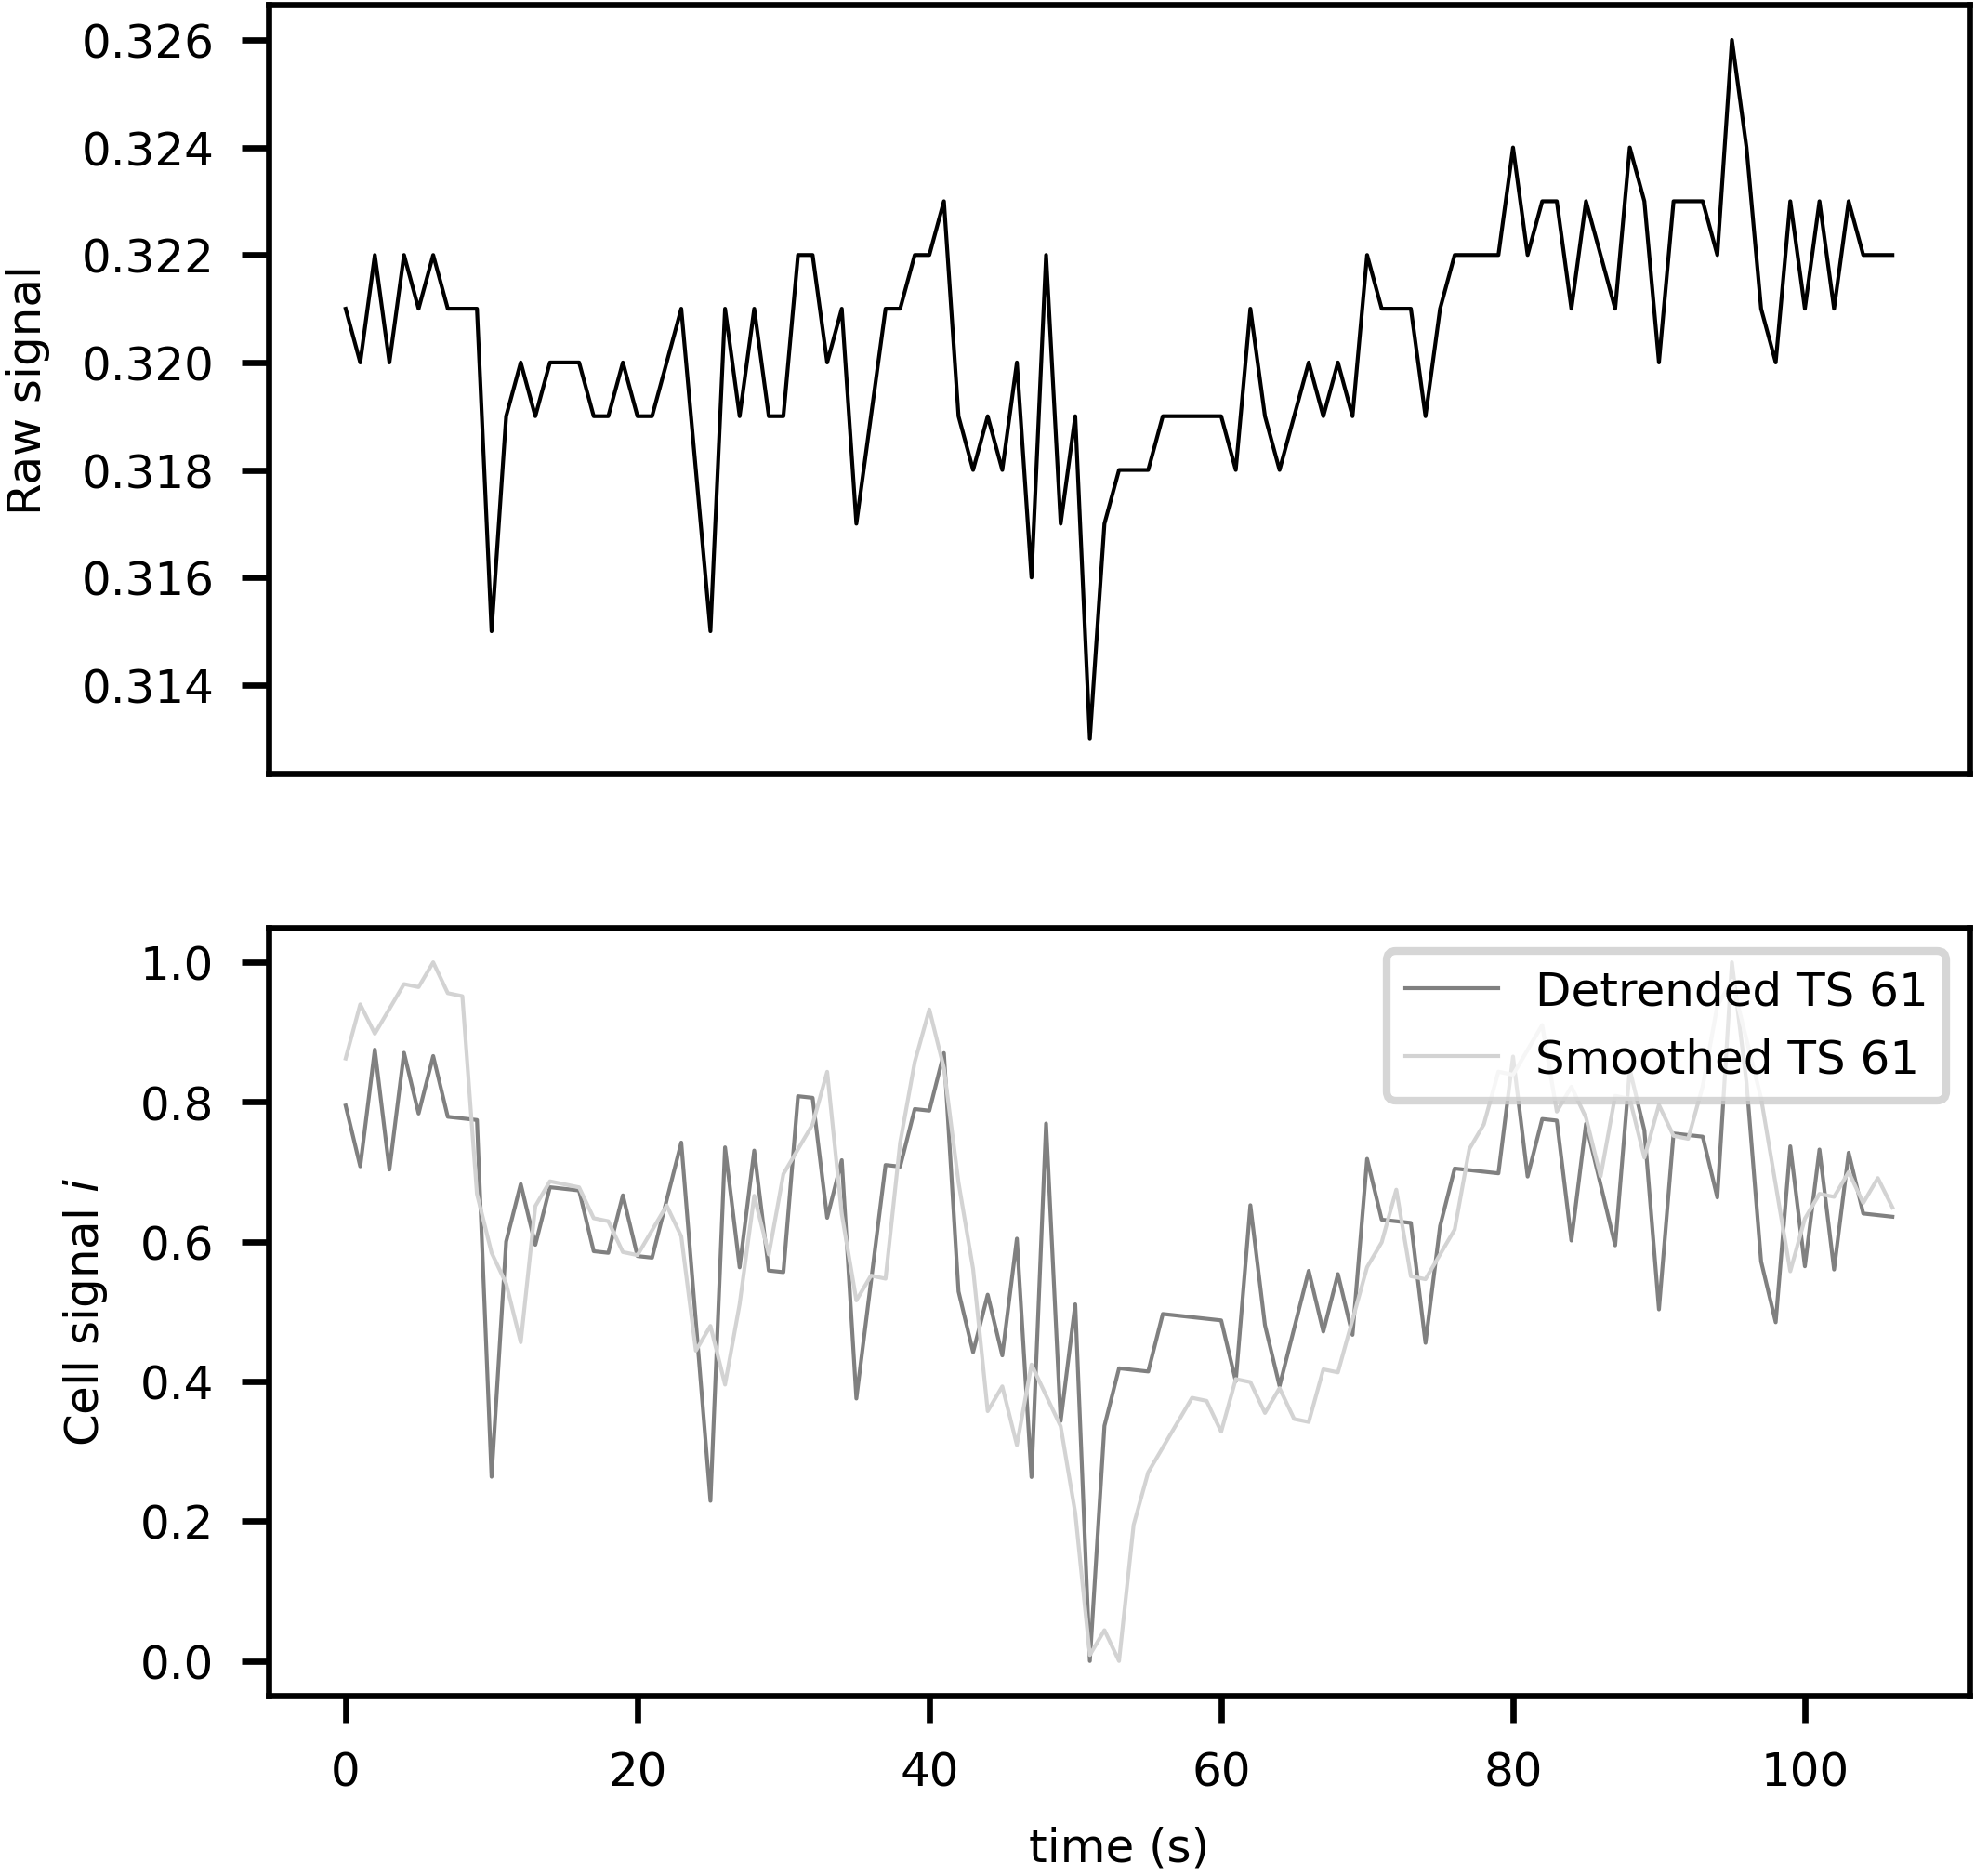 Raw signal
0.326
0.324
0.322
0.320
0.318
0.316
0.314
Cell signal i
1.0
0.8
0.6
0.4
0.2
0.0
Detrended TS 61
Smoothed TS 61
0 20 40 60 80 100
time (s)